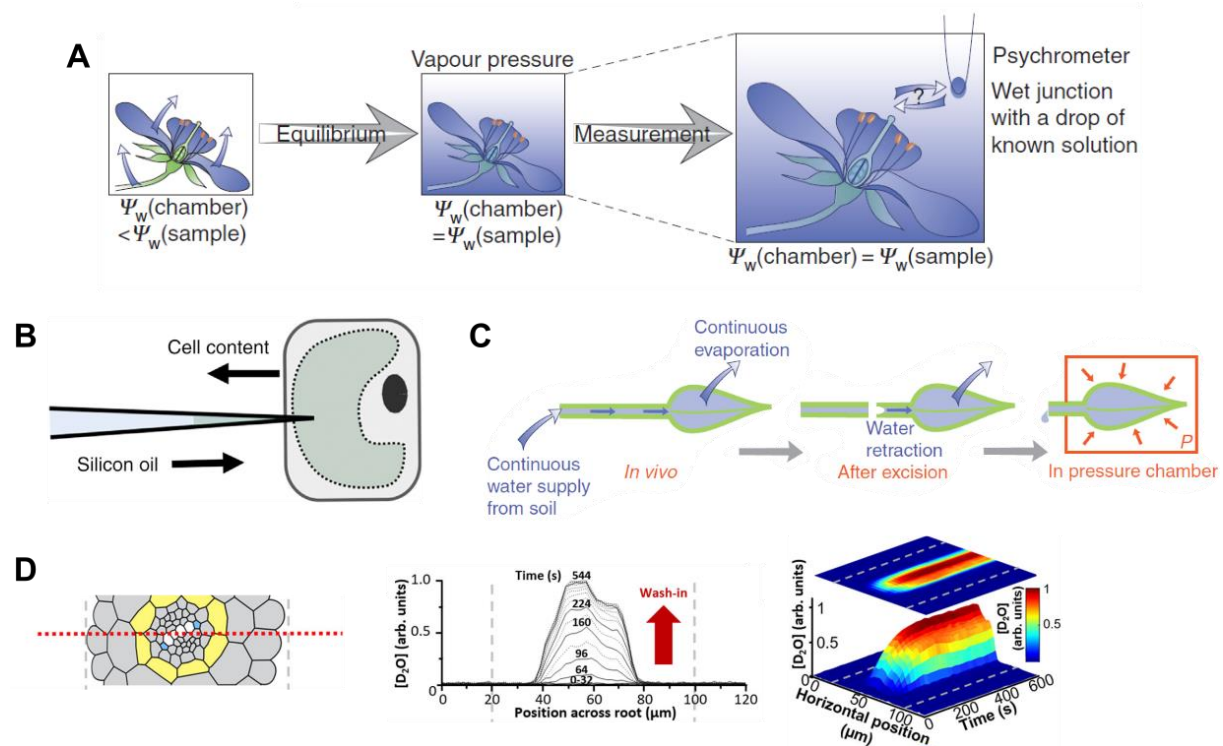 A
Vapour pressure
Equilibrium
Measurement
?
Psychrometer
Wet junction
with a drop of
known solution
Ψw(chamber)
<Ψw(sample)
Ψw(chamber)
=Ψw(sample)
Ψw(chamber) = Ψw(sample)
B
Cell content
Silicon oil
C
Continuous
evaporation
Continuous
water supply
from soil
In vivo
Water
retraction
After excision
P
In pressure chamber
D
[D2O] (arb. units)
1.0
0.5
0
Time (s)
544
224
160
96
64
0-32
Wash-in
0 20 40 60 80 100 120
Position across root (µm)
[D2O] (arb. units)
1
0.5
0
0
50
100
Horizontal position
(µm)
0
200
400
600
Time (s)
1
0.5
[D2O]
(arb. units)